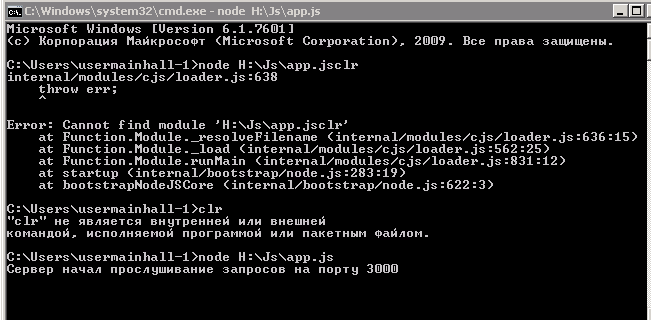 C:\Windows\system32\cmd.exe - node H:\Js\app.js
Microsoft Windows [Version 6.1.7601]
(c) Корпорация Майкрософт (Microsoft Corporation), 2009. Все права защищены.
C:\Users\usermainhall-1>node H:\Js\app.jsclr
internal/modules/cjs/loader.js:638
throw err;
^
Error: Cannot find module 'H:\Js\app.jsclr'
at Function.Module._resolveFilename (internal/modules/cjs/loader.js:636:15)
at Function.Module._load (internal/modules/cjs/loader.js:562:25)
at Function.Module.runMain (internal/modules/cjs/loader.js:831:12)
at startup (internal/bootstrap/node.js:283:19)
at bootstrapNodeJSCore (internal/bootstrap/node.js:622:3)
C:\Users\usermainhall-1>clr
"clr" не является внутренней или внешней
командой, исполняемой программой или пакетным файлом.
C:\Users\usermainhall-1>node H:\Js\app.js
Сервер начал прослушивание запросов на порту 3000